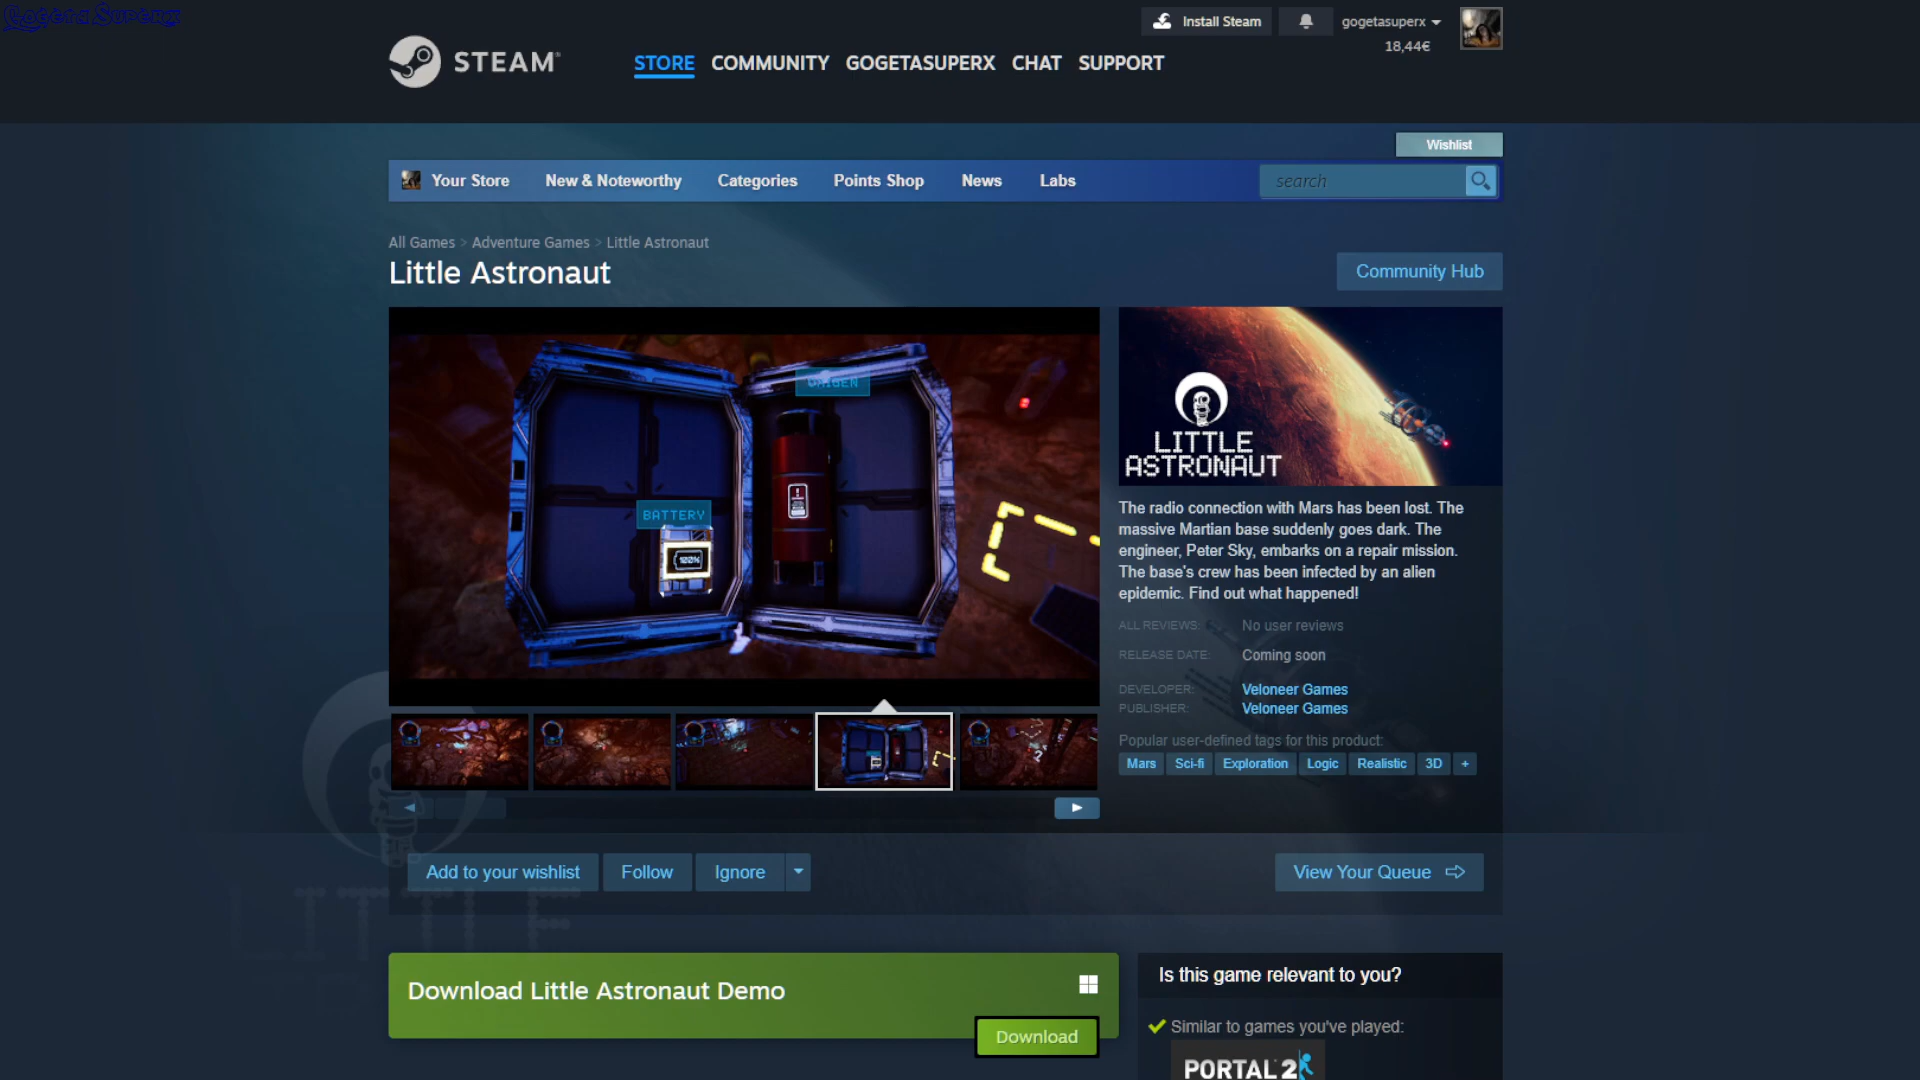 Gogeta Superx
Install Steam
gogetasuperx
18,44€
STEAM®
STORE COMMUNITY GOGETASUPERX CHAT SUPPORT
Wishlist
Your Store New & Noteworthy Categories Points Shop News Labs
search
All Games > Adventure Games > Little Astronaut
Little Astronaut
Community Hub
BATTERY
100%
LITTLE
ASTRONAUT
The radio connection with Mars has been lost. The
massive Martian base suddenly goes dark. The
engineer, Peter Sky, embarks on a repair mission.
The base's crew has been infected by an alien
epidemic. Find out what happened!
ALL REVIEWS: No user reviews
RELEASE DATE: Coming soon
DEVELOPER: Veloneer Games
PUBLISHER: Veloneer Games
Popular user-defined tags for this product:
Mars Sci-fi Exploration Logic Realistic 3D +
Add to your wishlist Follow Ignore
View Your Queue
LITTLE
Download Little Astronaut Demo
Download
Is this game relevant to you?
Similar to games you've played:
PORTAL 2